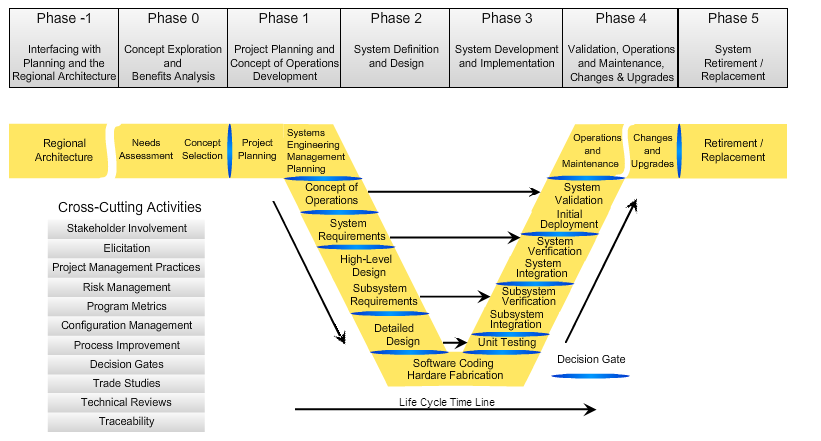 Phase -1
Interfacing with
Planning and the
Regional Architecture
Phase 0
Concept Exploration
and
Benefits Analysis
Phase 1
Project Planning and
Concept of Operations
Development
Phase 2
System Definition
and Design
Phase 3
System Development
and Implementation
Phase 4
Validation, Operations
and Maintenance,
Changes & Upgrades
Phase 5
System
Retirement /
Replacement
Regional
Architecture
Needs
Assessment
Concept
Selection
Project
Planning
Systems
Engineering
Management
Planning
Concept of
Operations
System
Requirements
High-Level
Design
Subsystem
Requirements
Detailed
Design
Software Coding
Hardare Fabrication
Unit Testing
Subsystem
Integration
Subsystem
Verification
System
Integration
System
Verification
Initial
Deployment
System
Validation
Operations
and
Maintenance
Changes
and
Upgrades
Retirement /
Replacement
Cross-Cutting Activities
Stakeholder Involvement
Elicitation
Project Management Practices
Risk Management
Program Metrics
Configuration Management
Process Improvement
Decision Gates
Trade Studies
Technical Reviews
Traceability
Decision Gate
Life Cycle Time Line